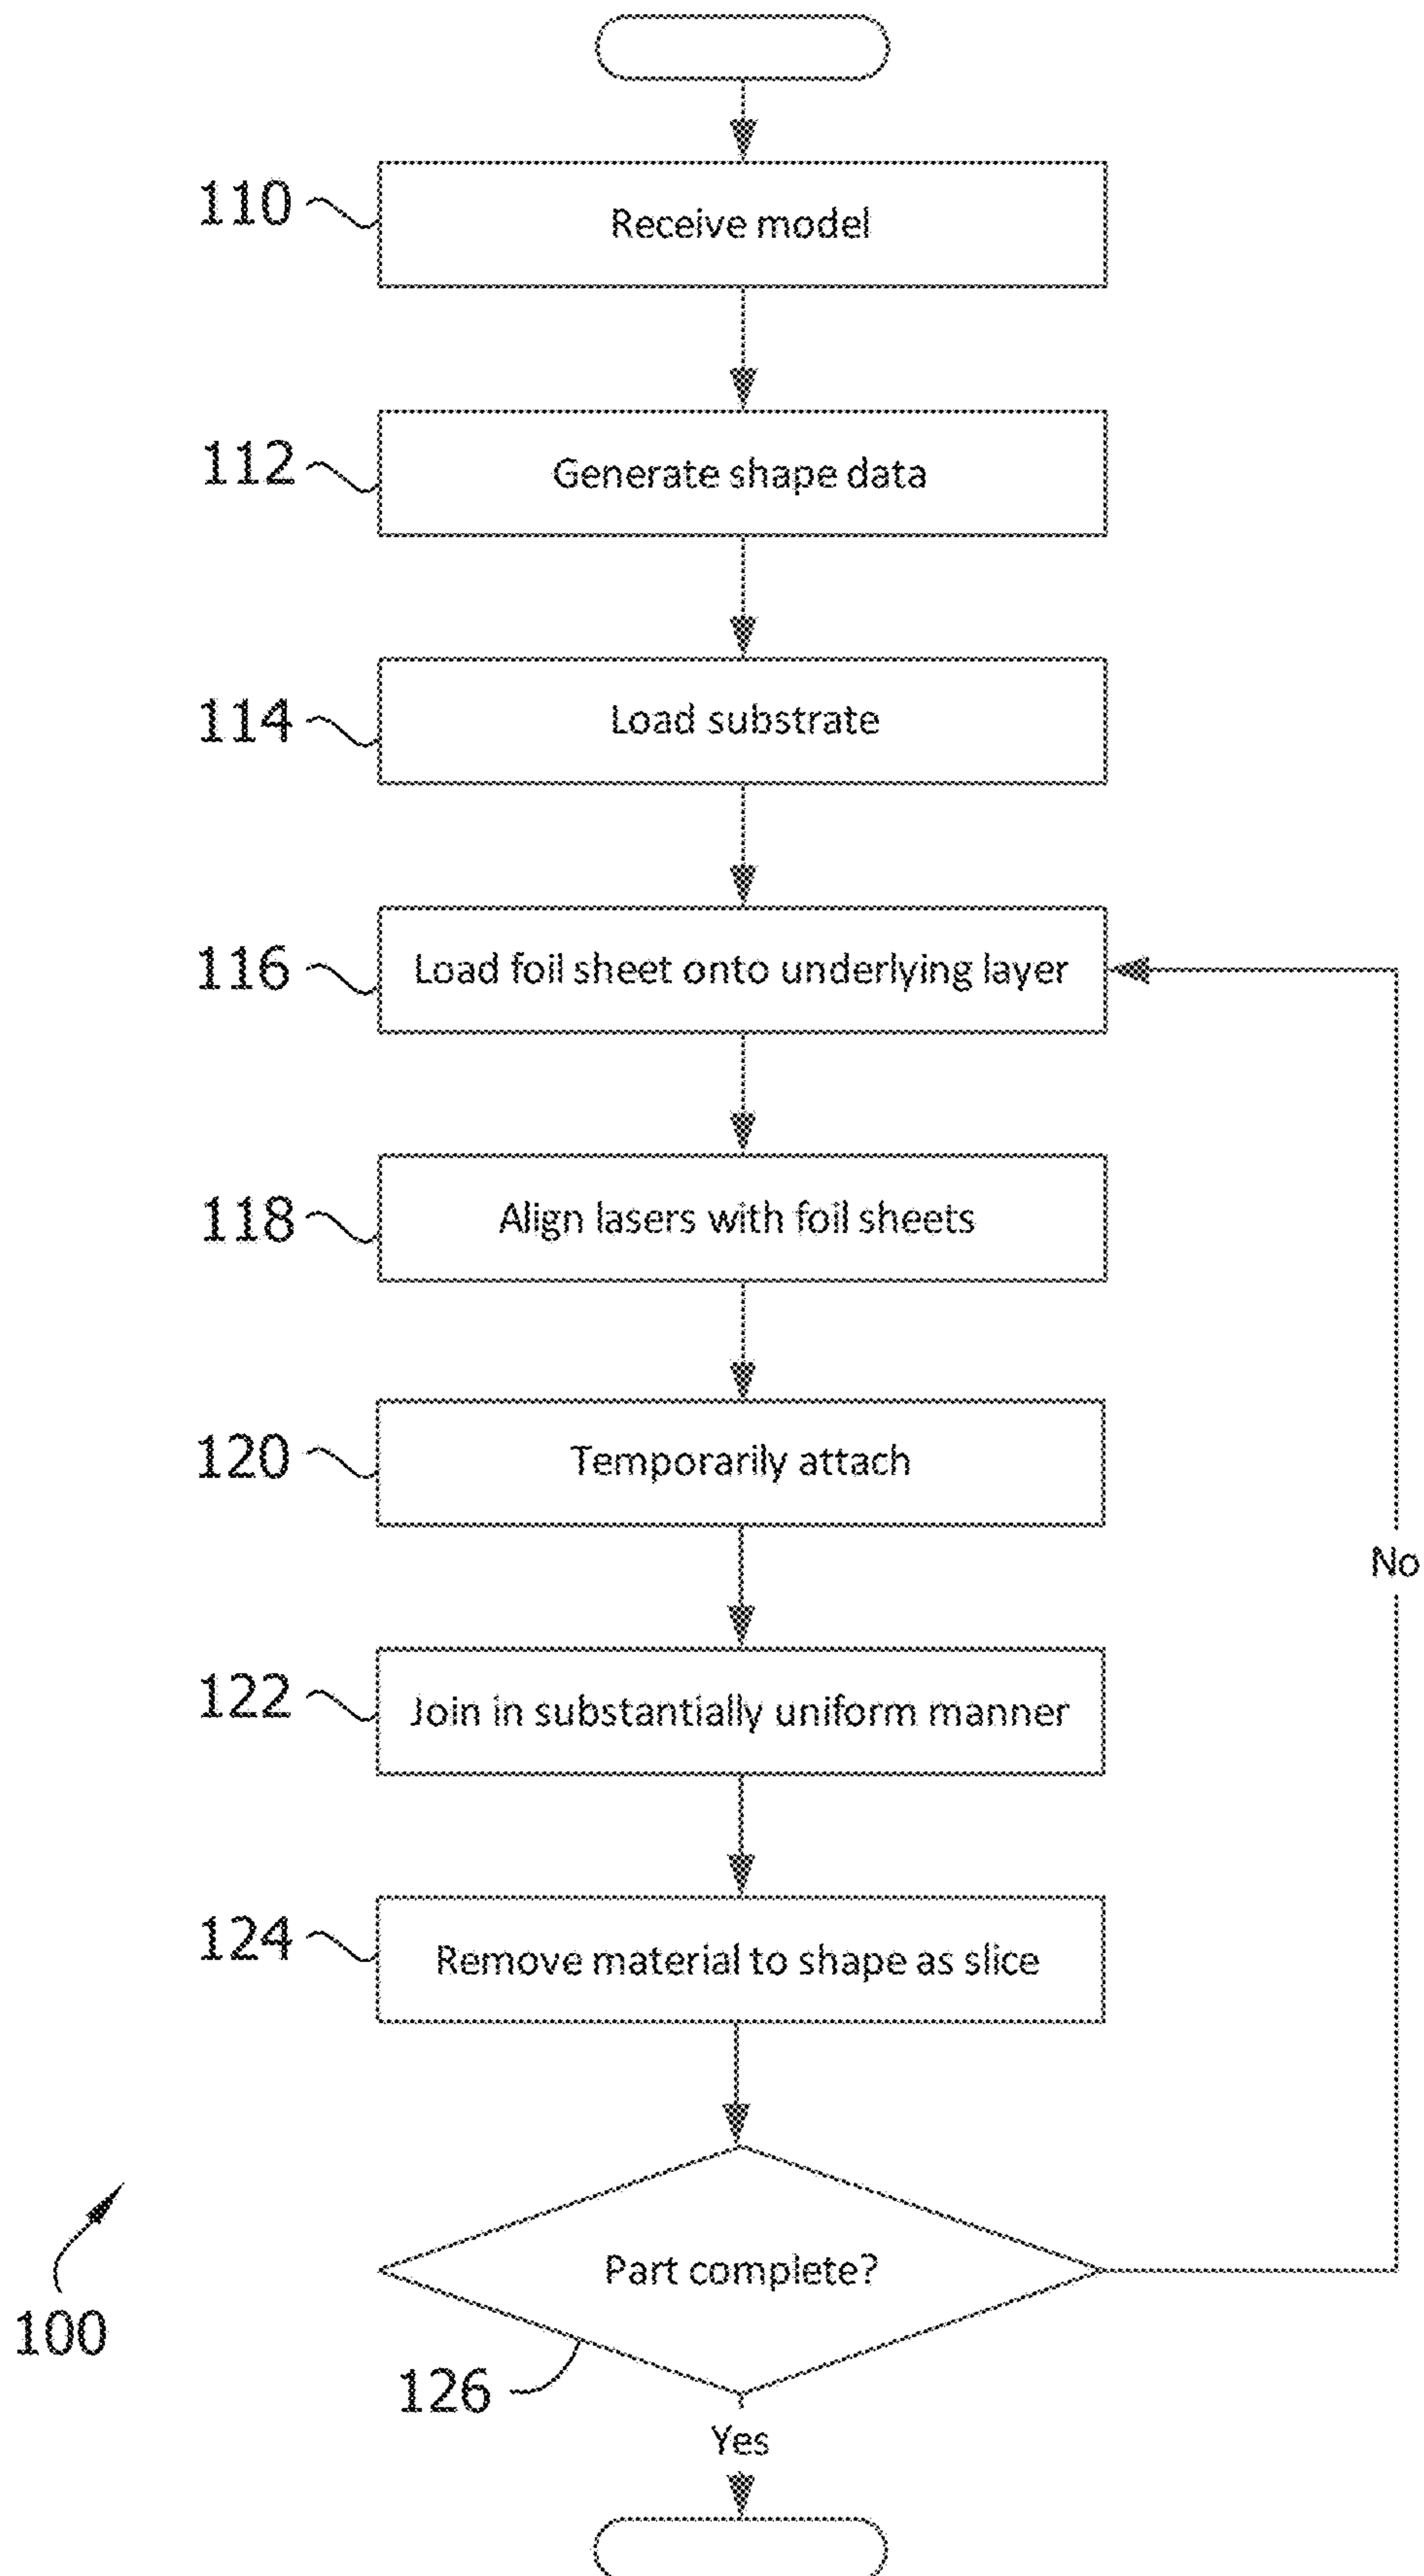 110
Receive model
112
Generate shape data
114
Load substrate
116
Load foil sheet onto underlying layer
118
Align lasers with foil sheets
120
Temporarily attach
No
122
Join in substantially uniform manner
124
Remove material to shape as slice
Part complete?
100
126
Yes